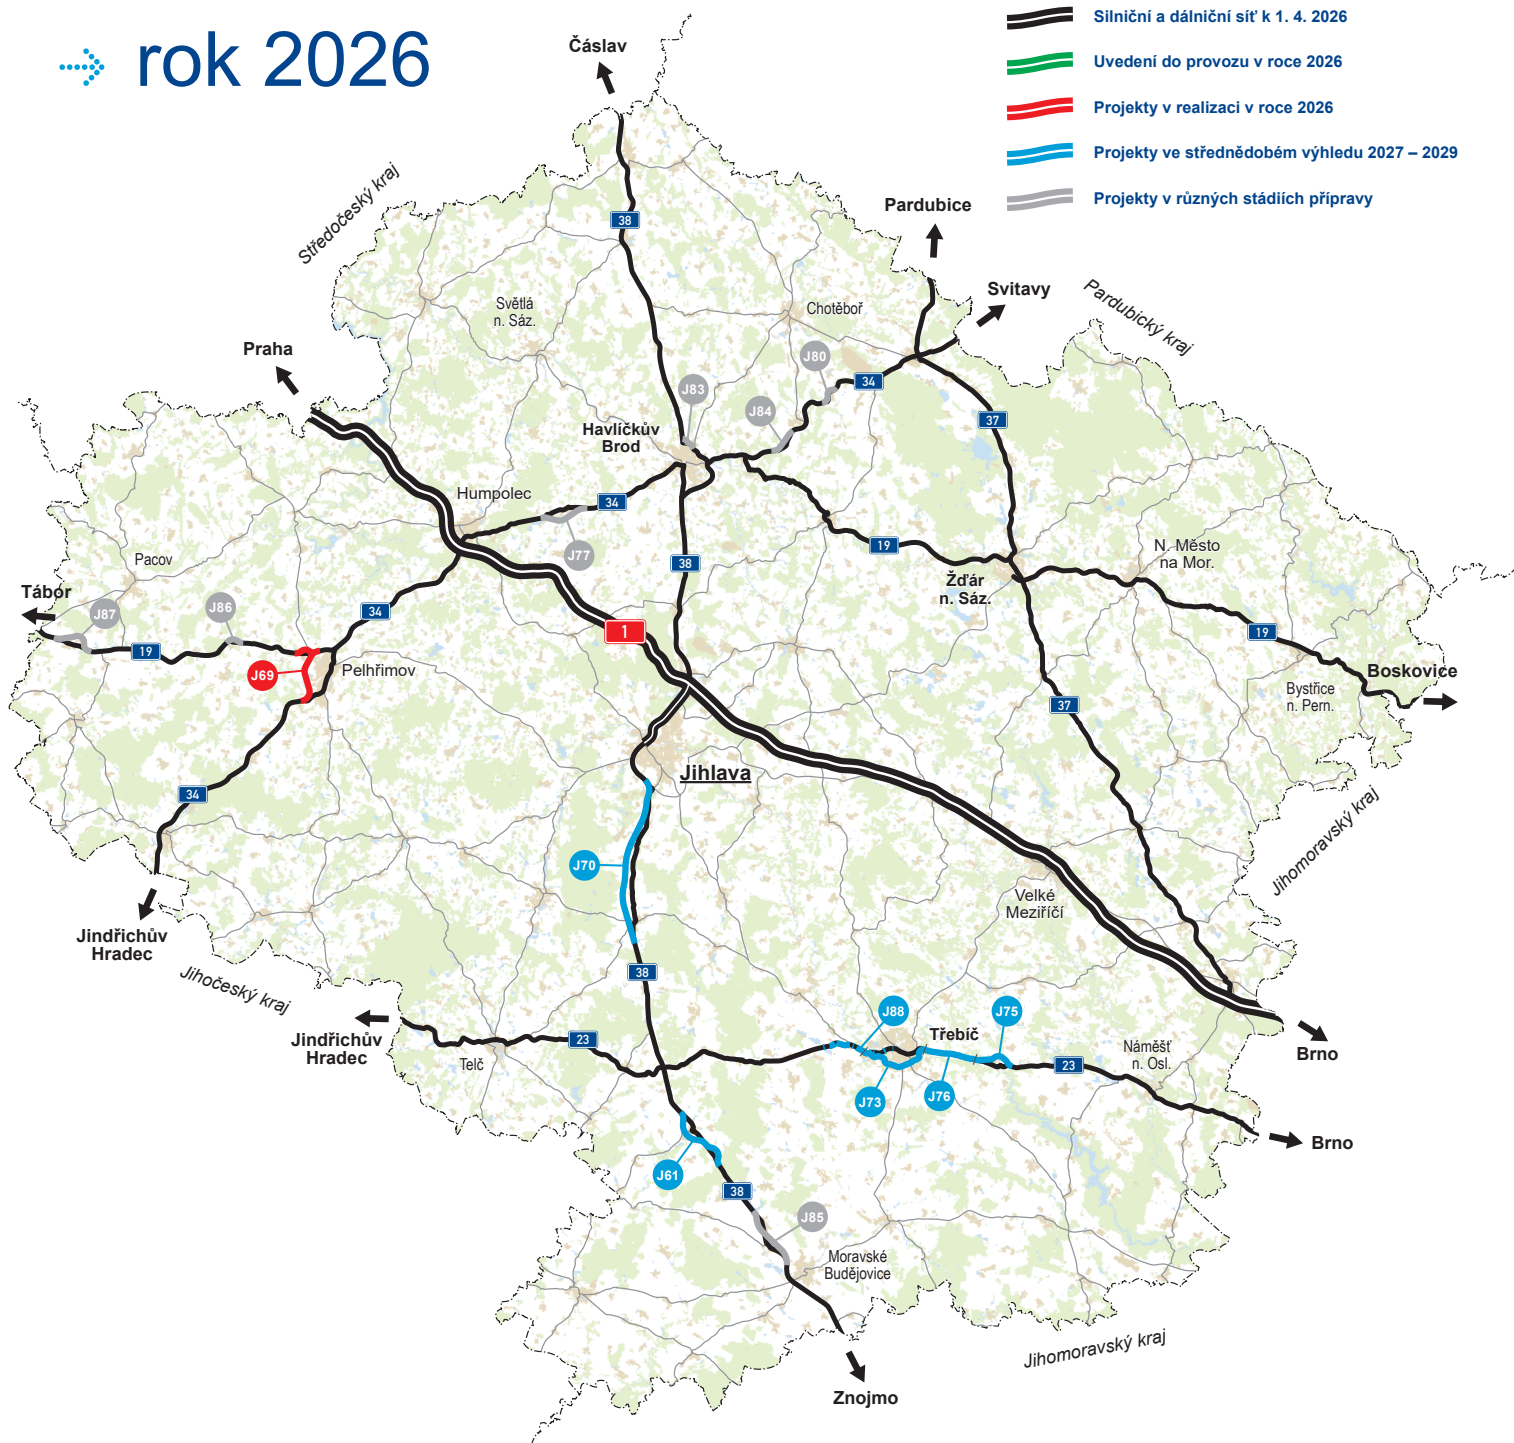 rok 2026
Silniční a dálniční síť k 1. 4. 2026
Uvedení do provozu v roce 2026
Projekty v realizaci v roce 2026
Projekty ve střednědobém výhledu 2027 – 2029
Projekty v různých stádiích přípravy
Čáslav
Středočeský kraj
38
Pardubice
Svitavy
Pardubický kraj
Světlá
n. Sáz.
Chotěboř
Praha
J80
34
J83
J84
37
Havlíčkův
Brod
Humpolec
34
J77
19
38
N. Město
na Mor.
Žďár
n. Sáz.
Pacov
Tábor
J87
J86
34
1
19
19
J69
Pelhřimov
Boskovice
Bystřice
n. Pern.
37
Jihlava
34
Jihomoravský kraj
J70
Velké
Meziříčí
Jindřichův
Hradec
Jihočeský kraj
38
J88
J75
Jindřichův
Hradec
23
Třebíč
Telč
Náměšť
n. Osl.
23
Brno
J73
J76
Brno
J61
38
J85
Moravské
Budějovice
Jihomoravský kraj
Znojmo